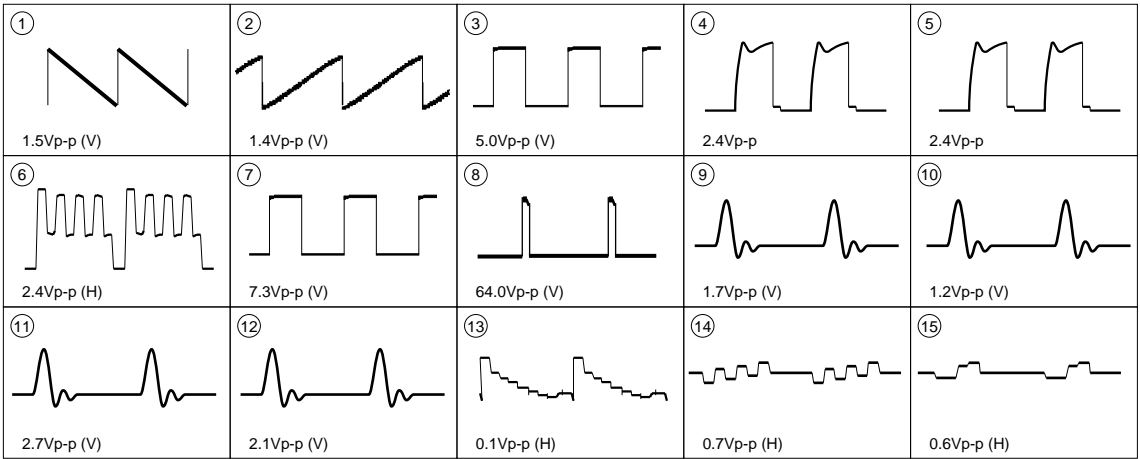 1
1.5Vp-p (V)
2
1.4Vp-p (V)
3
5.0Vp-p (V)
4
2.4Vp-p
5
2.4Vp-p
6
2.4Vp-p (H)
7
7.3Vp-p (V)
8
64.0Vp-p (V)
9
1.7Vp-p (V)
10
1.2Vp-p (V)
11
2.7Vp-p (V)
12
2.1Vp-p (V)
13
0.1Vp-p (H)
14
0.7Vp-p (H)
15
0.6Vp-p (H)